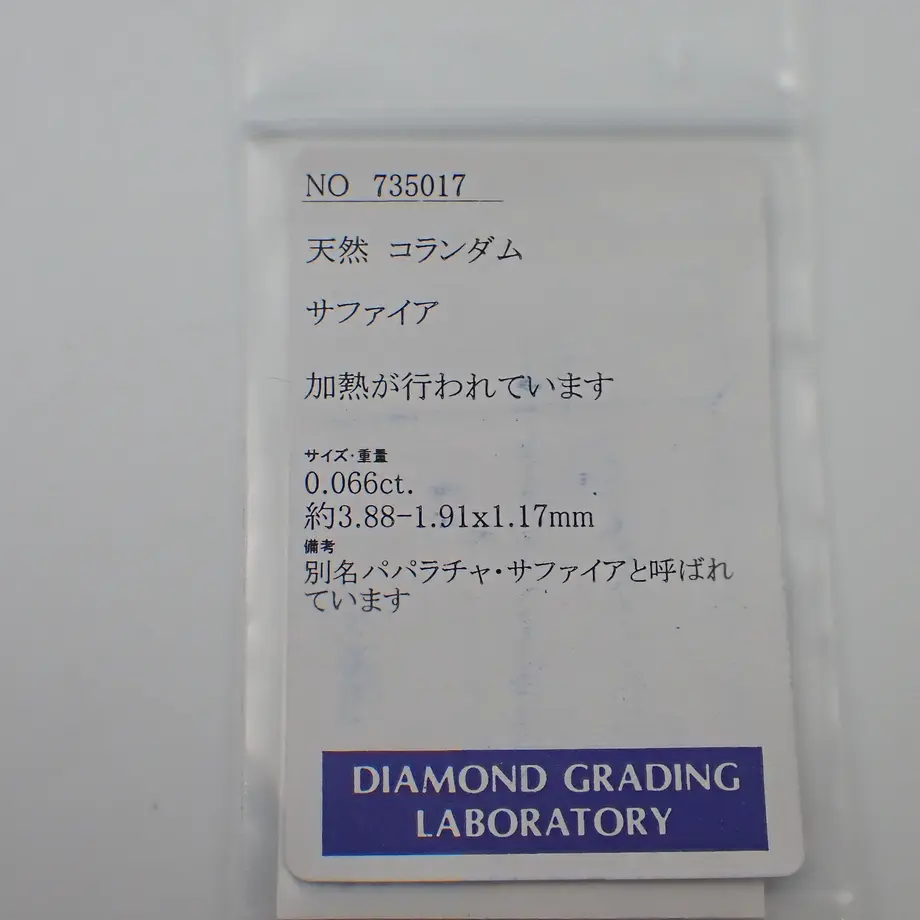 NO 735017
天然 コランダム
サファイア
加熱が行われています
サイズ・重量
0.066ct.
約3.88-1.91x1.17mm
備考
別名パパラチャ・サファイアと呼ばれ
ています
DIAMOND GRADING
LABORATORY